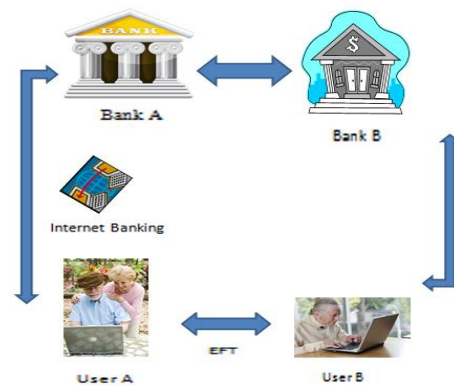 BANK
$
Bank A
Bank B
Internet Banking
EFT
User A
User B